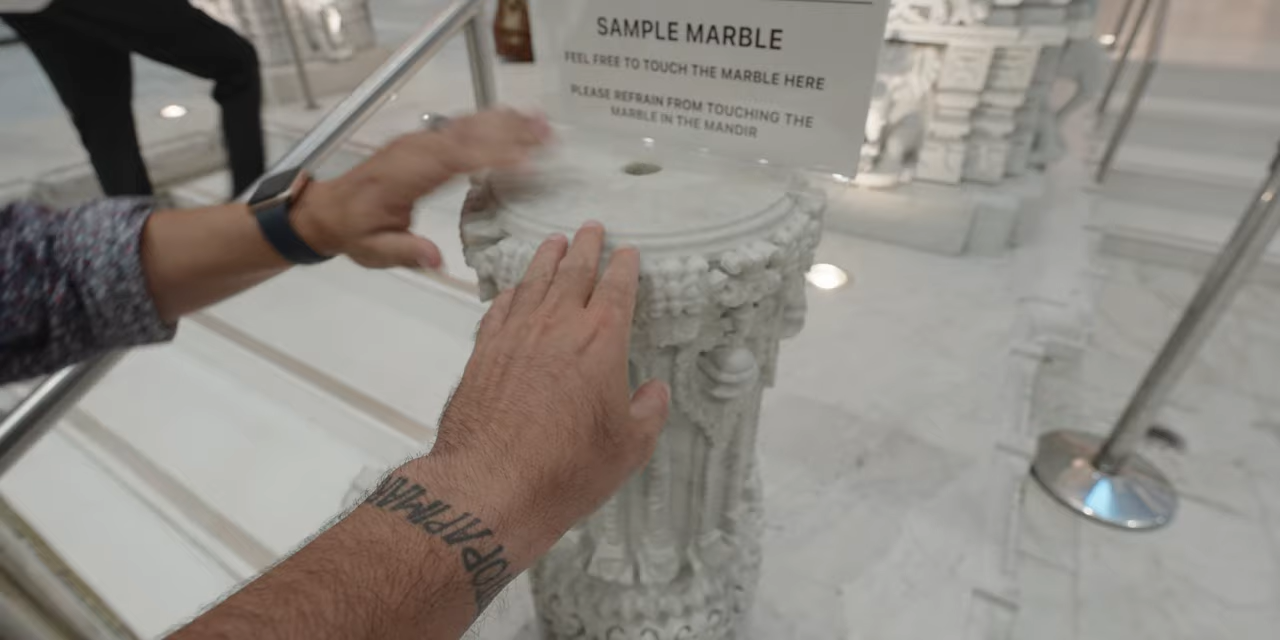 SAMPLE MARBLE
FEEL FREE TO TOUCH THE MARBLE HERE
PLEASE REFRAIN FROM TOUCHING THE
MARBLE IN THE MANDIR